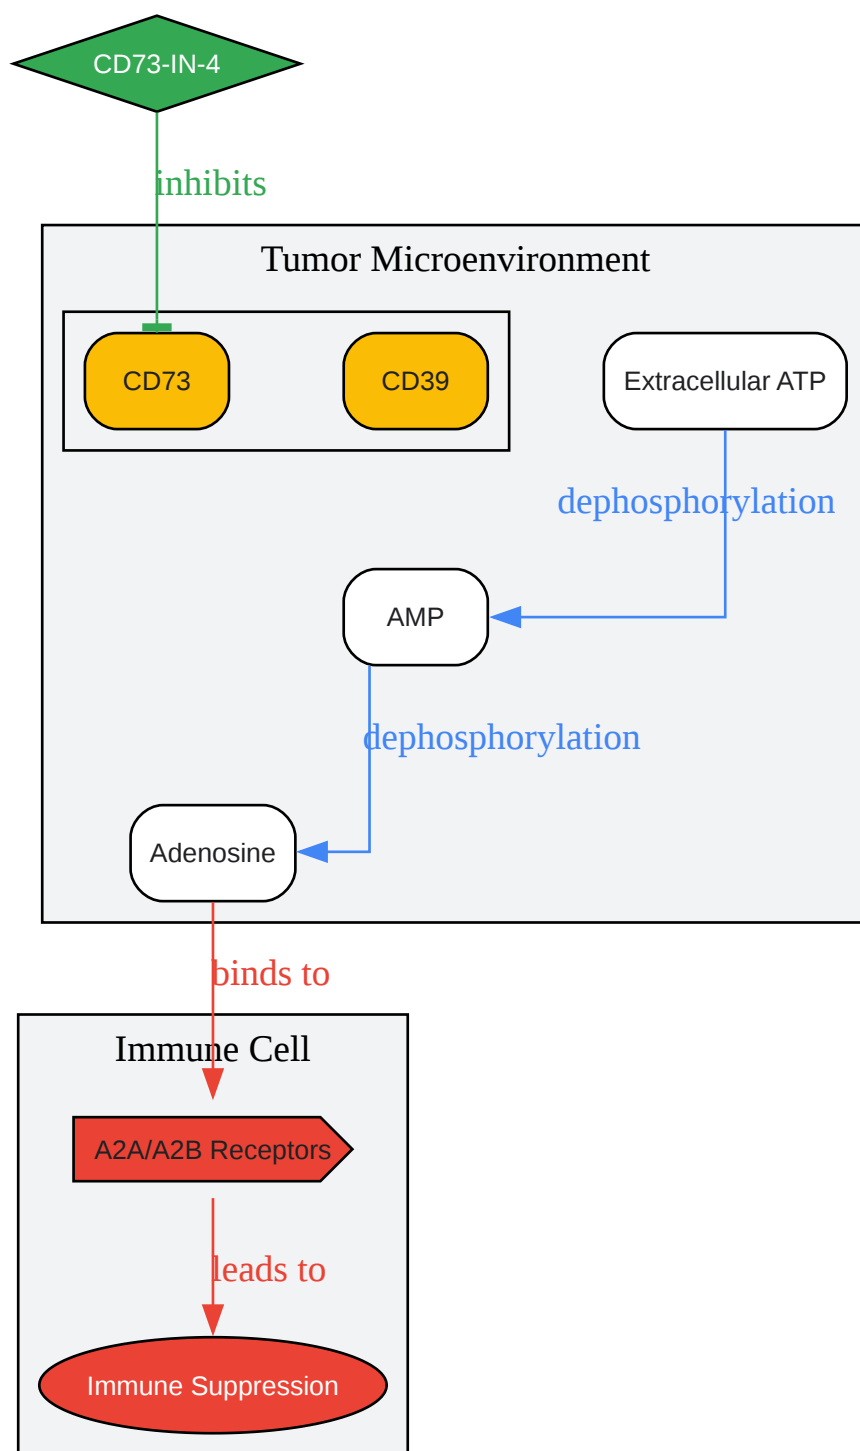 CD73-IN-4
inhibits
Tumor Microenvironment
CD73
CD39
Extracellular ATP
dephosphorylation
AMP
dephosphorylation
Adenosine
binds to
Immune Cell
A2A/A2B Receptors
leads to
Immune Suppression